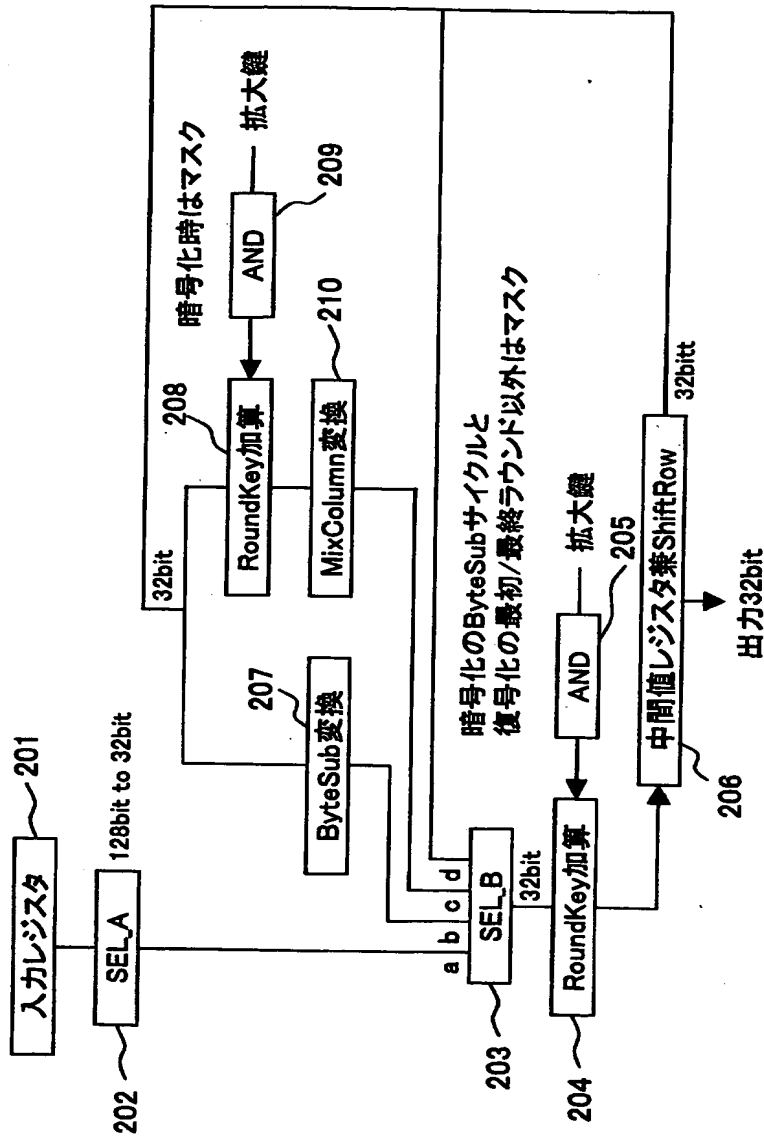 入力レジスタ
201
SEL_A
202
128bit to 32bit
32bit
ByteSub変換
207
RoundKey加算
208
MixColumn変換
210
暗号化時はマスク
AND
209
拡大鍵
a
b
c
d
SEL_B
203
32bit
RoundKey加算
204
暗号化のByteSubサイクルと
復号化の最初/最終ラウンド以外はマスク
AND
205
拡大鍵
中間値レジスタ兼ShiftRow
206
32bitt
出力32bit